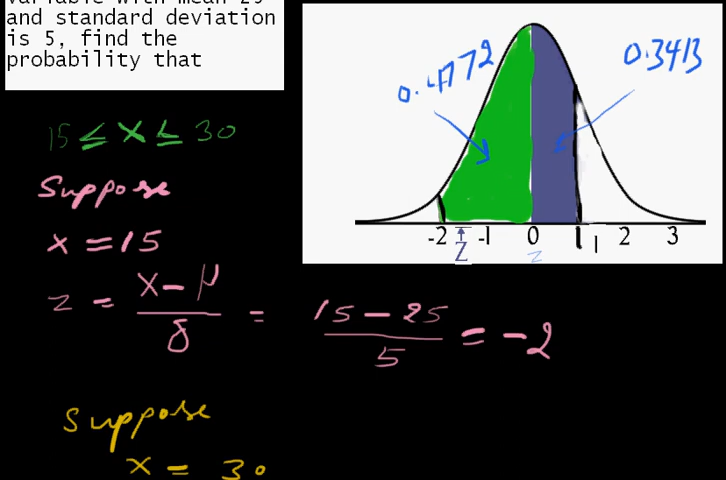 variable with mean 25
and standard deviation
is 5, find the
probability that
0.4772
0.3413
-2 -1 0 1 2 3
Z
z
15 ≤ x ≤ 30
Suppose
x = 15
z = x - μ / δ = 15 - 25 / 5 = -2
Suppose
x = 30